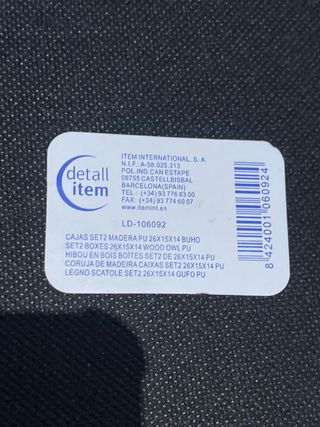 detall
item
ITEM INTERNATIONAL, S. A.
N.I.F.: A-58.025.313
POL.IND.CAN ESTAPE
08755 CASTELLBISBAL
BARCELONA(SPAIN)
TEL.: (+34) 93 776 83 00
FAX: (+34) 93 774 60 07
www.itemint.es
LD-106092
8 424001 060924
CAJAS SET2 MADERA PU 26X15X14 BUHO
SET2 BOXES 26X15X14 WOOD OWL PU
HIBOU EN BOIS BOÎTES SET2 DE 26X15X14 PU
CORUJA DE MADEIRA CAIXAS SET2 26X15X14 PU
LEGNO SCATOLE SET2 26X15X14 GUFO PU